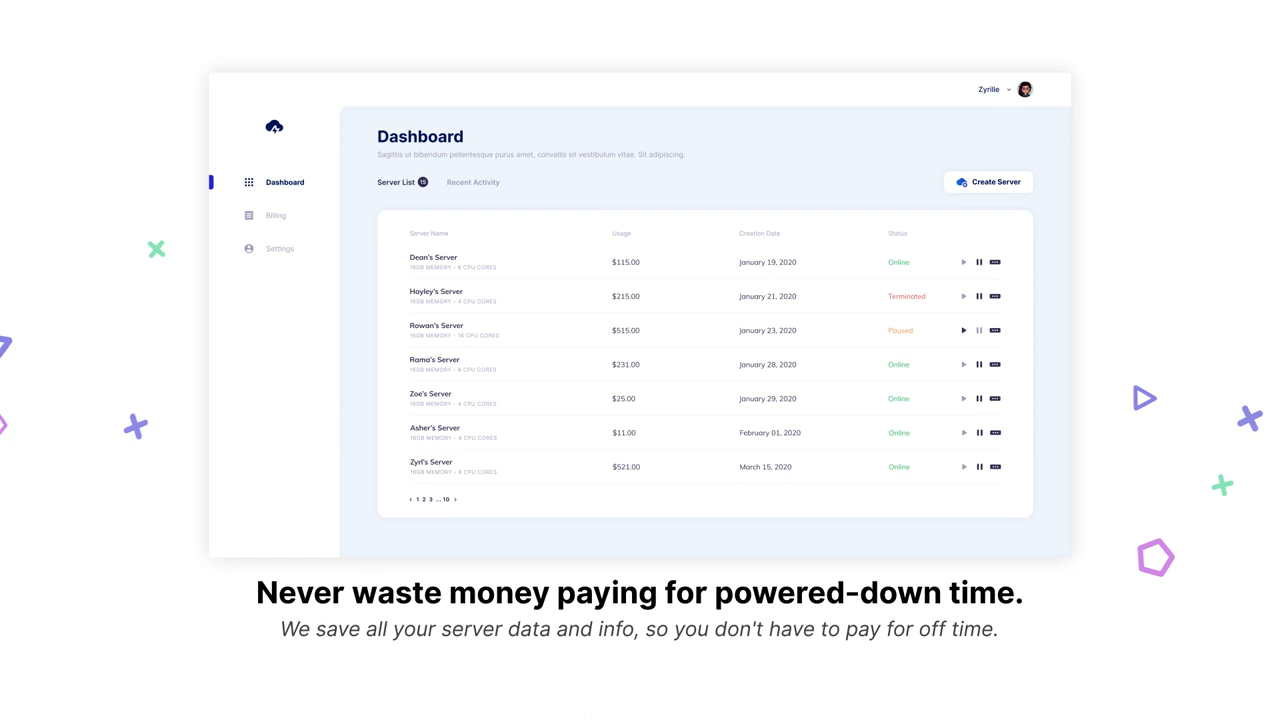 Zyrille
Dashboard
Sagittis ut bibendum pellentesque purus amet, convallis sit vestibulum vitae, Sit adipiscing.
Dashboard
Billing
Settings
Server List 15 Recent Activity
Create Server
Server Name Usage Creation Date Status
Dean's Server
16GB MEMORY - 8 CPU CORES
$115.00 January 19, 2020 Online
Hayley's Server
16GB MEMORY - 4 CPU CORES
$215.00 January 21, 2020 Terminated
Rowan's Server
16GB MEMORY - 16 CPU CORES
$515.00 January 23, 2020 Paused
Rama's Server
16GB MEMORY - 8 CPU CORES
$231.00 January 28, 2020 Online
Zoe's Server
16GB MEMORY - 4 CPU CORES
$25.00 January 29, 2020 Online
Asher's Server
16GB MEMORY - 4 CPU CORES
$11.00 February 01, 2020 Online
Zyrl's Server
16GB MEMORY - 8 CPU CORES
$521.00 March 15, 2020 Online
‹ 1 2 3 ... 10 ›
Never waste money paying for powered-down time.
We save all your server data and info, so you don't have to pay for off time.